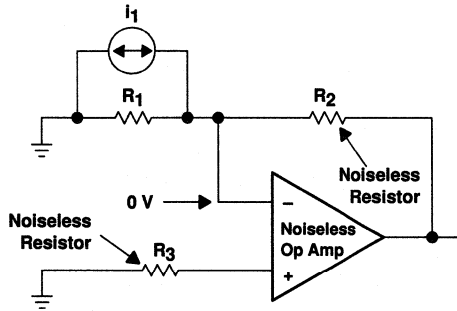 i1
R1
R2
Noiseless
Resistor
0 V
−
Noiseless
Op Amp
+
Noiseless
Resistor
R3